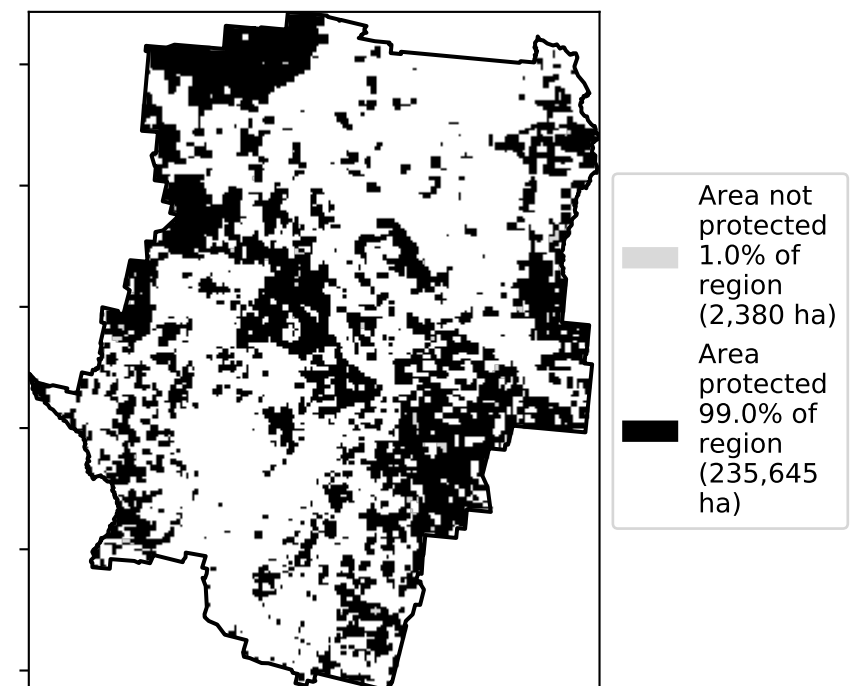 Area not
protected
1.0% of
region
(2,380 ha)
Area
protected
99.0% of
region
(235,645
ha)